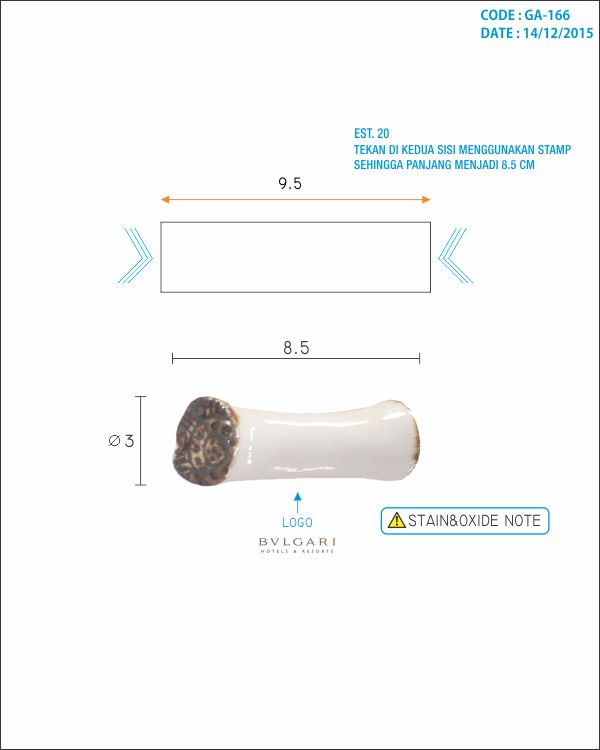 CODE : GA-166
DATE : 14/12/2015
EST. 20
TEKAN DI KEDUA SISI MENGGUNAKAN STAMP
SEHINGGA PANJANG MENJADI 8.5 CM
9.5
8.5
⌀3
LOGO
BVLGARI
HOTELS & RESORTS
STAIN&OXIDE NOTE